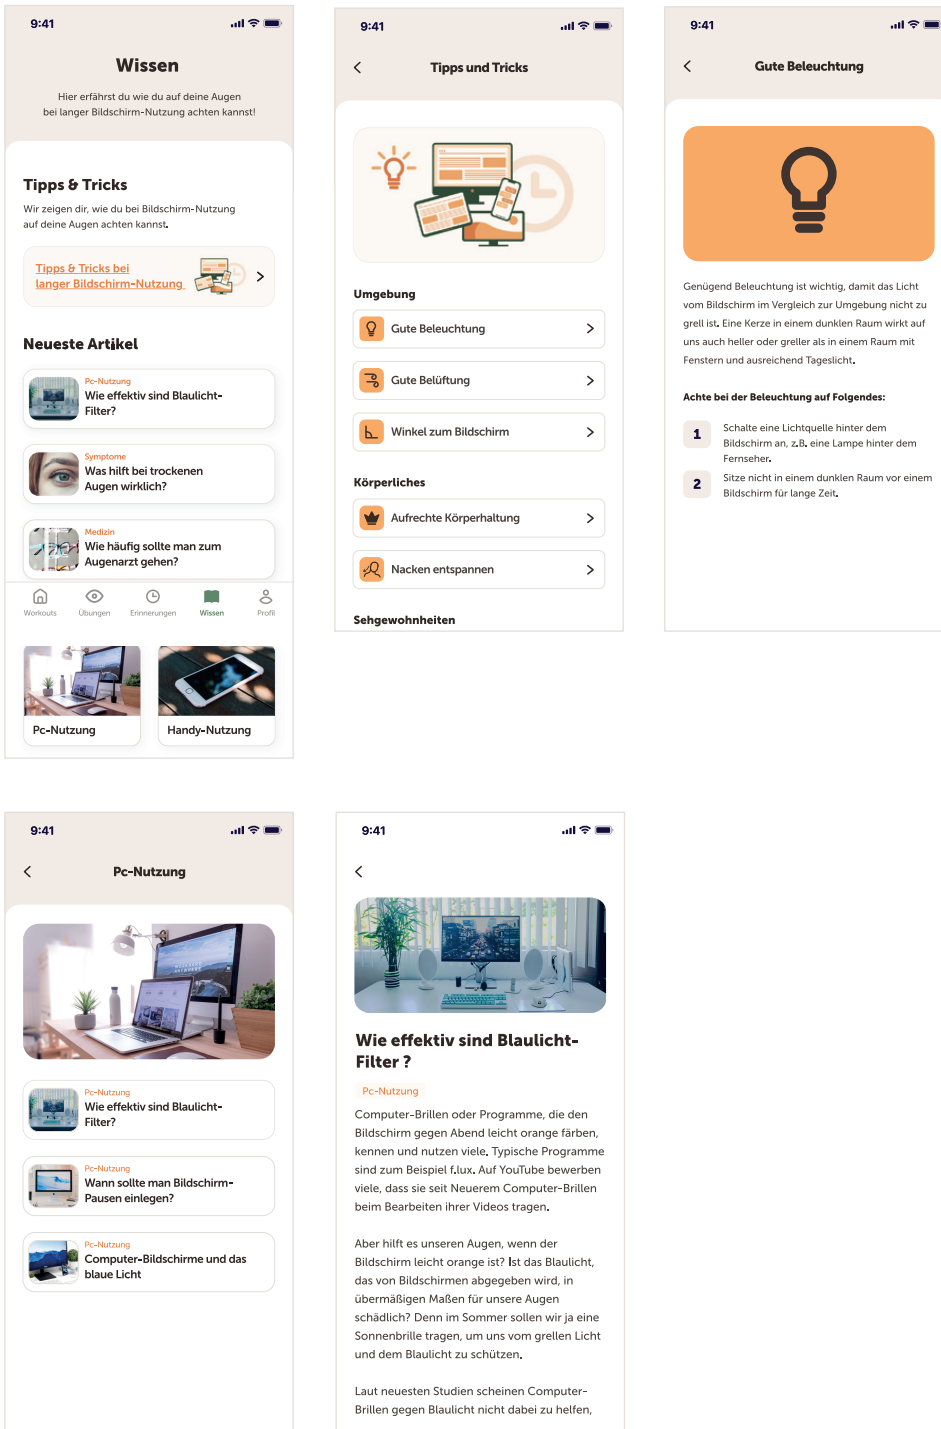 9:41
Wissen
Hier erfährst du wie du auf deine Augen
bei langer Bildschirm-Nutzung achten kannst!
Tipps & Tricks
Wir zeigen dir, wie du bei Bildschirm-Nutzung
auf deine Augen achten kannst.
Tipps & Tricks bei
langer Bildschirm-Nutzung
Neueste Artikel
Pc-Nutzung
Wie effektiv sind Blaulicht-
Filter?
Symptome
Was hilft bei trockenen
Augen wirklich?
Medizin
Wie häufig sollte man zum
Augenarzt gehen?
Workouts
Übungen
Erinnerungen
Wissen
Profil
Pc-Nutzung
Handy-Nutzung
9:41
Tipps und Tricks
Umgebung
Gute Beleuchtung
Gute Belüftung
Winkel zum Bildschirm
Körperliches
Aufrechte Körperhaltung
Nacken entspannen
Sehgewohnheiten
9:41
Gute Beleuchtung
Genügend Beleuchtung ist wichtig, damit das Licht
vom Bildschirm im Vergleich zur Umgebung nicht zu
grell ist. Eine Kerze in einem dunklen Raum wirkt auf
uns auch heller oder greller als in einem Raum mit
Fenstern und ausreichend Tageslicht.
Achte bei der Beleuchtung auf Folgendes:
1 Schalte eine Lichtquelle hinter dem
Bildschirm an, z.B. eine Lampe hinter dem
Fernseher.
2 Sitze nicht in einem dunklen Raum vor einem
Bildschirm für lange Zeit.
9:41
Pc-Nutzung
Pc-Nutzung
Wie effektiv sind Blaulicht-
Filter?
Pc-Nutzung
Wann sollte man Bildschirm-
Pausen einlegen?
Pc-Nutzung
Computer-Bildschirme und das
blaue Licht
9:41
Wie effektiv sind Blaulicht-
Filter ?
Pc-Nutzung
Computer-Brillen oder Programme, die den
Bildschirm gegen Abend leicht orange färben,
kennen und nutzen viele. Typische Programme
sind zum Beispiel f.lux. Auf YouTube bewerben
viele, dass sie seit Neuerem Computer-Brillen
beim Bearbeiten ihrer Videos tragen.
Aber hilft es unseren Augen, wenn der
Bildschirm leicht orange ist? Ist das Blaulicht,
das von Bildschirmen abgegeben wird, in
übermäßigen Maßen für unsere Augen
schädlich? Denn im Sommer sollen wir ja eine
Sonnenbrille tragen, um uns vom grellen Licht
und dem Blaulicht zu schützen.
Laut neuesten Studien scheinen Computer-
Brillen gegen Blaulicht nicht dabei zu helfen,